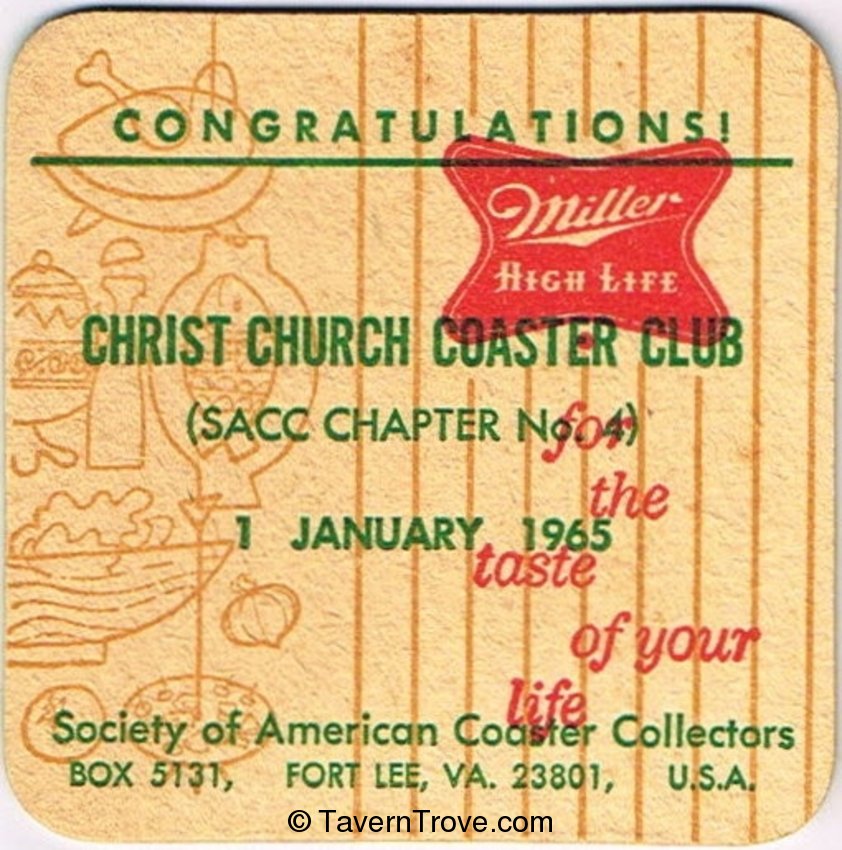 CONGRATULATIONS!
Miller
HIGH LIFE
CHRIST CHURCH COASTER CLUB
(SACC CHAPTER No. 4)
for
the
1 JANUARY 1965
taste
of your
life
Society of American Coaster Collectors
BOX 5131, FORT LEE, VA. 23801, U.S.A.
© TavernTrove.com